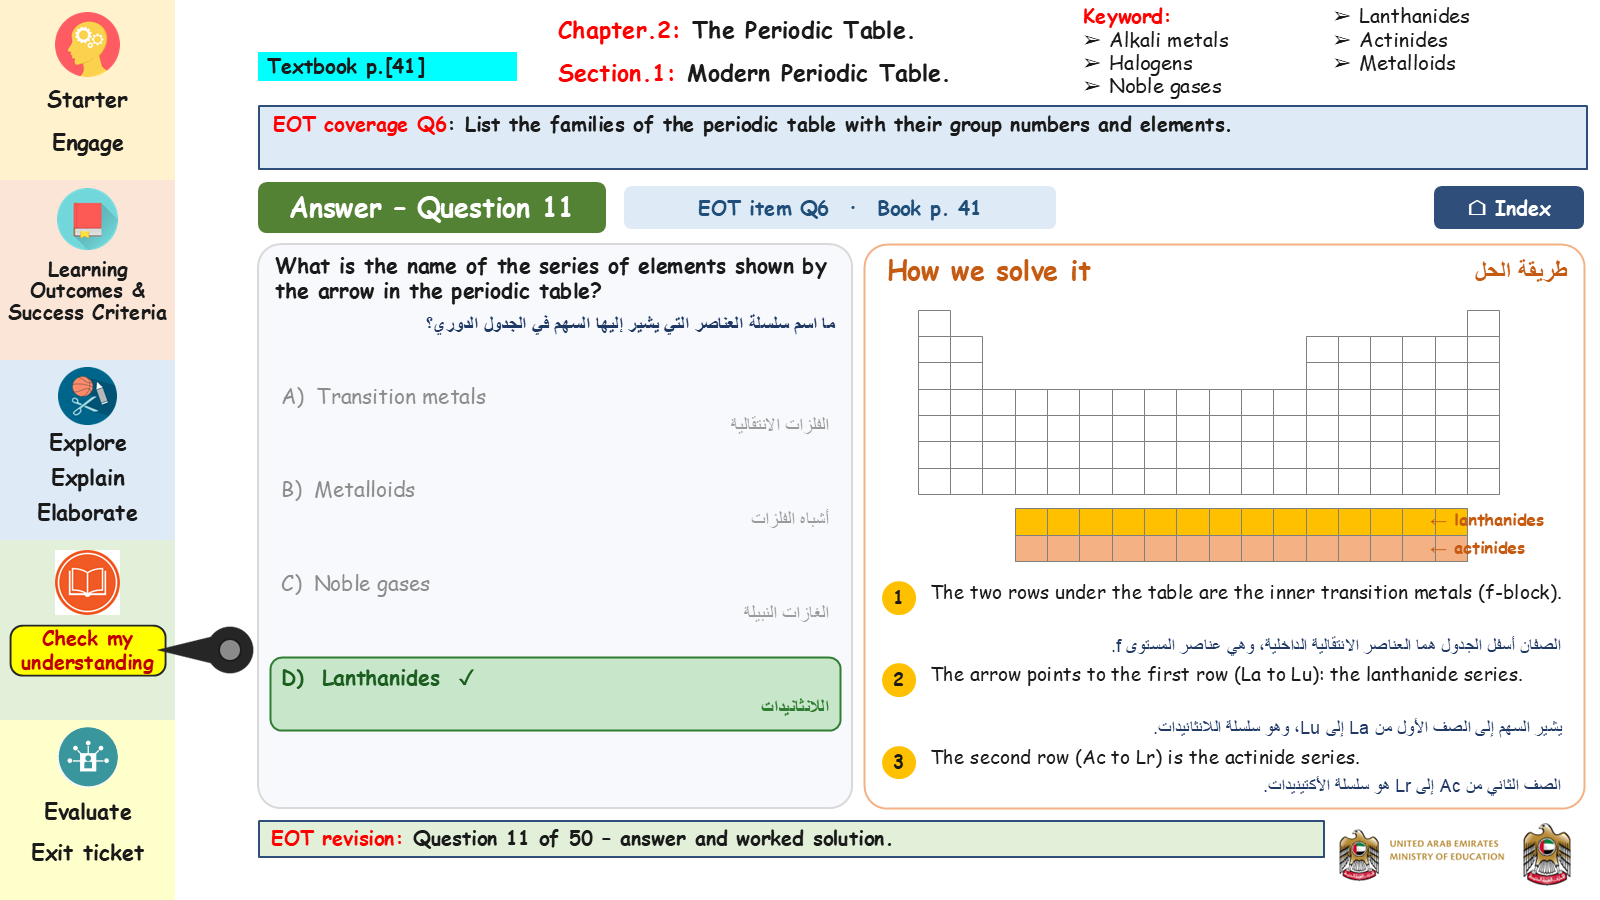 Starter
Engage
Learning
Outcomes &
Success Criteria
Explore
Explain
Elaborate
Check my
understanding
Evaluate
Exit ticket
Textbook p.[41]
Chapter.2: The Periodic Table.
Section.1: Modern Periodic Table.
Keyword:
➢ Alkali metals
➢ Halogens
➢ Noble gases
➢ Lanthanides
➢ Actinides
➢ Metalloids
EOT coverage Q6: List the families of the periodic table with their group numbers and elements.
Answer – Question 11
EOT item Q6 · Book p. 41
Index
What is the name of the series of elements shown by
the arrow in the periodic table?
ما اسم سلسلة العناصر التي يشير إليها السهم في الجدول الدوري؟
A) Transition metals
الفلزات الانتقالية
B) Metalloids
أشباه الفلزات
C) Noble gases
الغازات النبيلة
D) Lanthanides ✓
اللانثانيدات
How we solve it
طريقة الحل
← lanthanides
← actinides
1 The two rows under the table are the inner transition metals (f-block).
الصفان أسفل الجدول هما العناصر الانتقالية الداخلية، وهي عناصر المستوى f.
2 The arrow points to the first row (La to Lu): the lanthanide series.
يشير السهم إلى الصف الأول من La إلى Lu، وهو سلسلة اللانثانيدات.
3 The second row (Ac to Lr) is the actinide series.
الصف الثاني من Ac إلى Lr هو سلسلة الأكتينيدات.
EOT revision: Question 11 of 50 – answer and worked solution.
UNITED ARAB EMIRATES
MINISTRY OF EDUCATION